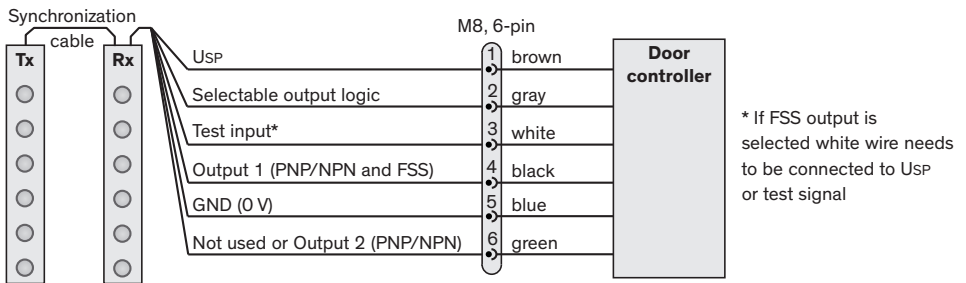 Synchronization
cable
Tx
Rx
M8, 6-pin
USP
1 brown
Selectable output logic
2 gray
Test input*
3 white
Output 1 (PNP/NPN and FSS)
4 black
GND (0 V)
5 blue
Not used or Output 2 (PNP/NPN)
6 green
Door
controller
* If FSS output is
selected white wire needs
to be connected to USP
or test signal